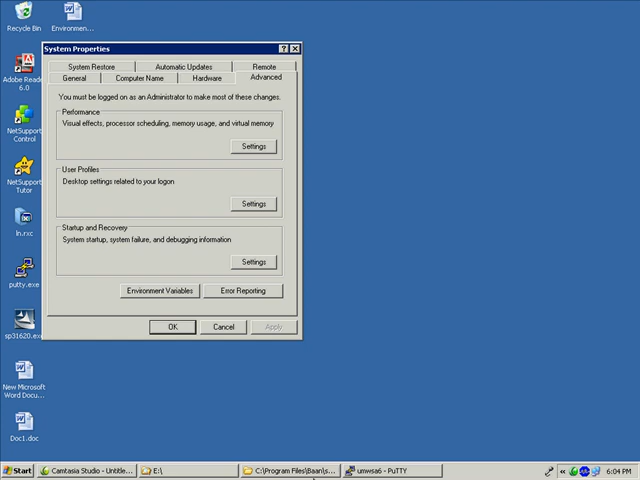 Recycle Bin
Environmen...
System Properties
System Restore
Automatic Updates
Remote
General
Computer Name
Hardware
Advanced
You must be logged on as an Administrator to make most of these changes.
Performance
Visual effects, processor scheduling, memory usage, and virtual memory
Settings
User Profiles
Desktop settings related to your logon
Settings
Startup and Recovery
System startup, system failure, and debugging information
Settings
Environment Variables
Error Reporting
OK
Cancel
Apply
Adobe Reade
6.0
NetSupport
Control
NetSupport
Tutor
ln.rxc
putty.exe
sp31620.exe
New Microsoft
Word Docu...
Doc1.doc
Start
Camtasia Studio - Untitle...
E:\
C:\Program Files\Baan\s...
umwsa6 - PuTTY
«
6:04 PM